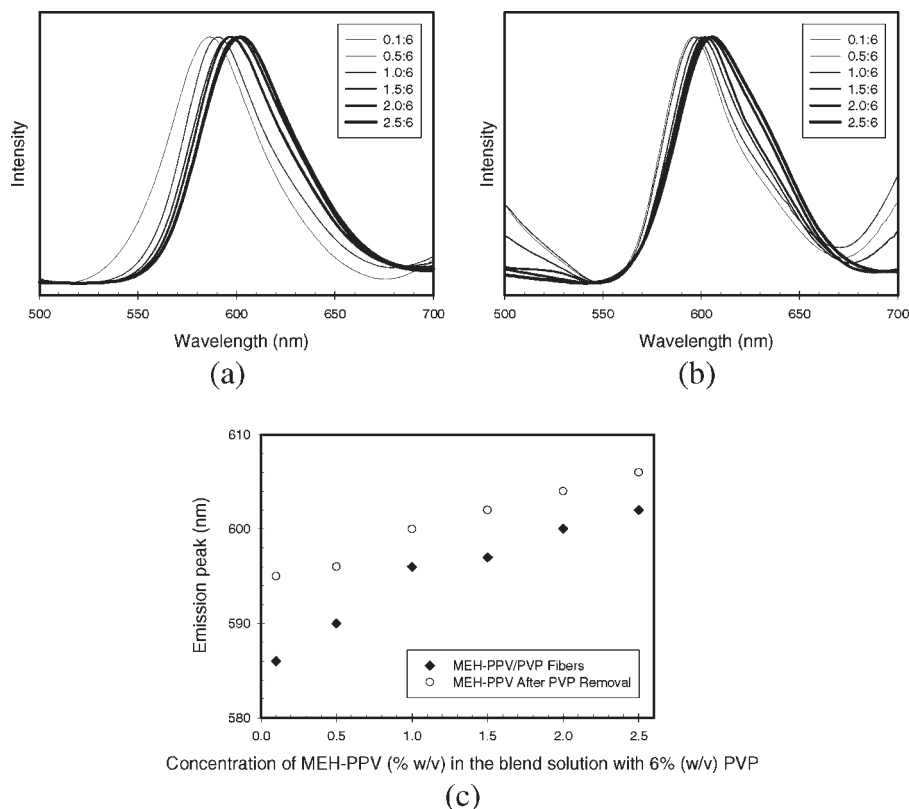 Intensity
0.1:6
0.5:6
1.0:6
1.5:6
2.0:6
2.5:6
500 550 600 650 700
Wavelength (nm)
(a)
Intensity
0.1:6
0.5:6
1.0:6
1.5:6
2.0:6
2.5:6
500 550 600 650 700
Wavelength (nm)
(b)
Emission peak (nm)
610
600
590
580
MEH-PPV/PVP Fibers
MEH-PPV After PVP Removal
0.0 0.5 1.0 1.5 2.0 2.5
Concentration of MEH-PPV (% w/v) in the blend solution with 6% (w/v) PVP
(c)